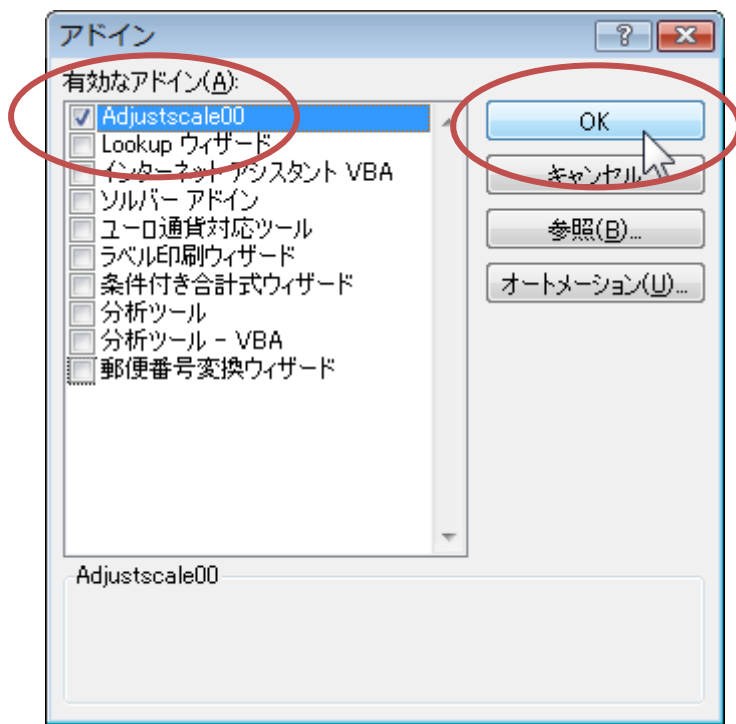 アドイン
有効なアドイン(A):
Adjustscale00
Lookup ウィザード
インターネット アシスタント VBA
ソルバー アドイン
ユーロ通貨対応ツール
ラベル印刷ウィザード
条件付き合計式ウィザード
分析ツール
分析ツール - VBA
郵便番号変換ウィザード
OK
キャンセル
参照(B)...
オートメーション(U)...
Adjustscale00